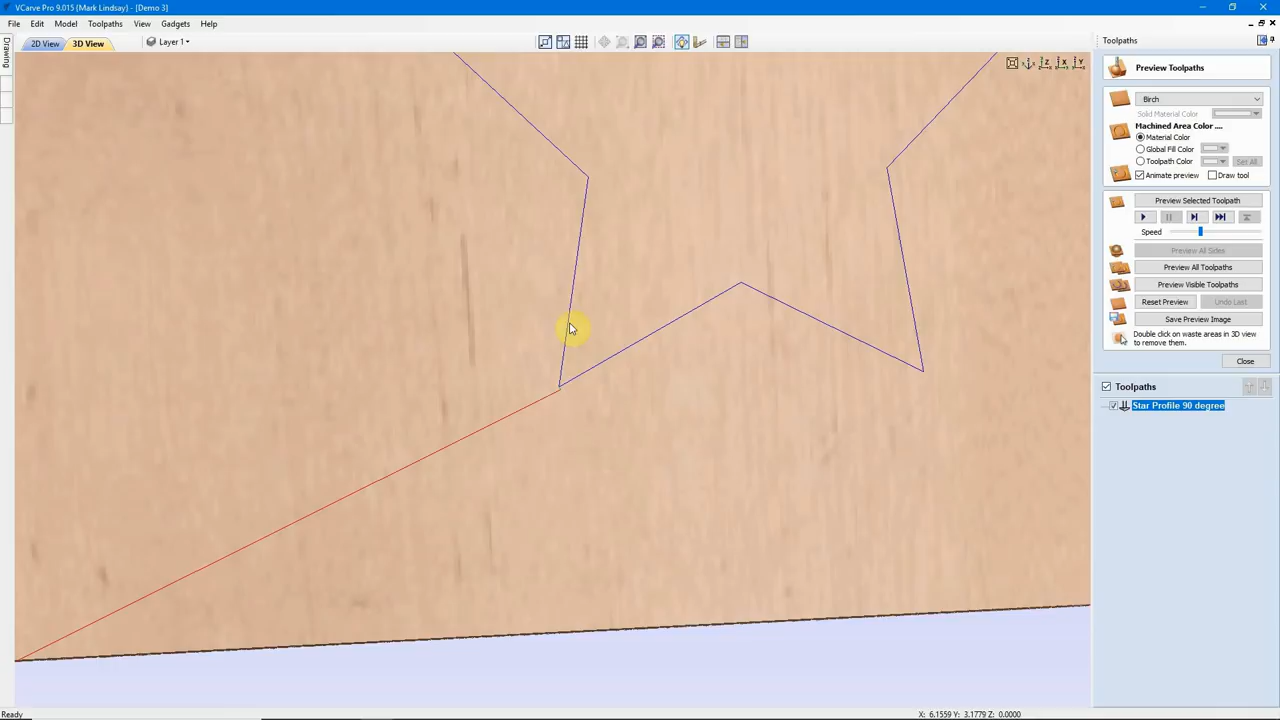 VCarve Pro 9.015 (Mark Lindsay) - [Demo 3]
File Edit Model Toolpaths View Gadgets Help
2D View 3D View Layer 1
Drawing
Toolpaths
Preview Toolpaths
Birch
Solid Material Color
Machined Area Color ....
Material Color
Global Fill Color
Toolpath Color Set All
Animate preview Draw tool
Preview Selected Toolpath
Speed
Preview All Sides
Preview All Toolpaths
Preview Visible Toolpaths
Reset Preview Undo Last
Save Preview Image
Double click on waste areas in 3D view
to remove them.
Close
Toolpaths
Star Profile 90 degree
Ready
X: 6.1559 Y: 3.1779 Z: 0.0000